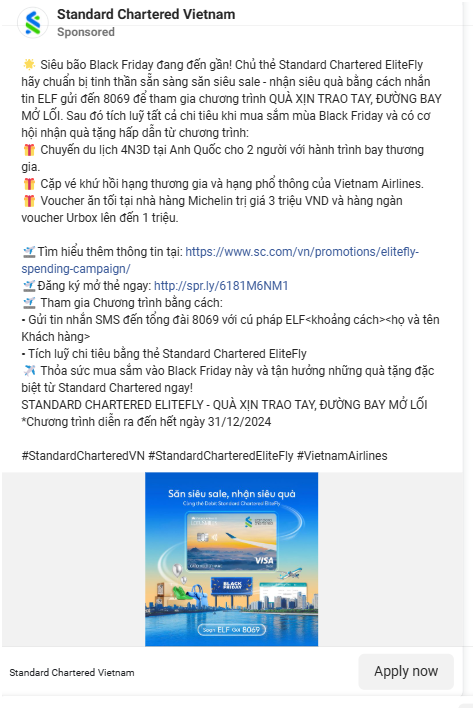 Standard Chartered Vietnam
Sponsored
🌟 Siêu bão Black Friday đang đến gần! Chủ thẻ Standard Chartered EliteFly
hãy chuẩn bị tinh thần sẵn sàng săn siêu sale - nhận siêu quà bằng cách nhắn
tin ELF gửi đến 8069 để tham gia chương trình QUÀ XỊN TRAO TAY, ĐƯỜNG BAY
MỞ LỐI. Sau đó tích luỹ tất cả chi tiêu khi mua sắm mùa Black Friday và có cơ
hội nhận quà tặng hấp dẫn từ chương trình:
🎁 Chuyến du lịch 4N3D tại Anh Quốc cho 2 người với hành trình bay thương
gia.
🎁 Cặp vé khứ hồi hạng thương gia và hạng phổ thông của Vietnam Airlines.
🎁 Voucher ăn tối tại nhà hàng Michelin trị giá 3 triệu VND và hàng ngàn
voucher Urbox lên đến 1 triệu.
🛫Tìm hiểu thêm thông tin tại: https://www.sc.com/vn/promotions/elitefly-
spending-campaign/
🛫Đăng ký mở thẻ ngay: http://spr.ly/6181M6NM1
🛫 Tham gia Chương trình bằng cách:
• Gửi tin nhắn SMS đến tổng đài 8069 với cú pháp ELF<khoảng cách><họ và tên
Khách hàng>
• Tích luỹ chi tiêu bằng thẻ Standard Chartered EliteFly
✈️ Thỏa sức mua sắm vào Black Friday này và tận hưởng những quà tặng đặc
biệt từ Standard Chartered ngay!
STANDARD CHARTERED ELITEFLY - QUÀ XỊN TRAO TAY, ĐƯỜNG BAY MỞ LỐI
*Chương trình diễn ra đến hết ngày 31/12/2024
#StandardCharteredVN #StandardCharteredEliteFly #VietnamAirlines
Săn siêu sale, nhận siêu quà
Cùng thẻ Standard Chartered EliteFly
VISA
BLACK
FRIDAY
Soạn ELF Gửi 8069
Standard Chartered Vietnam
Apply now